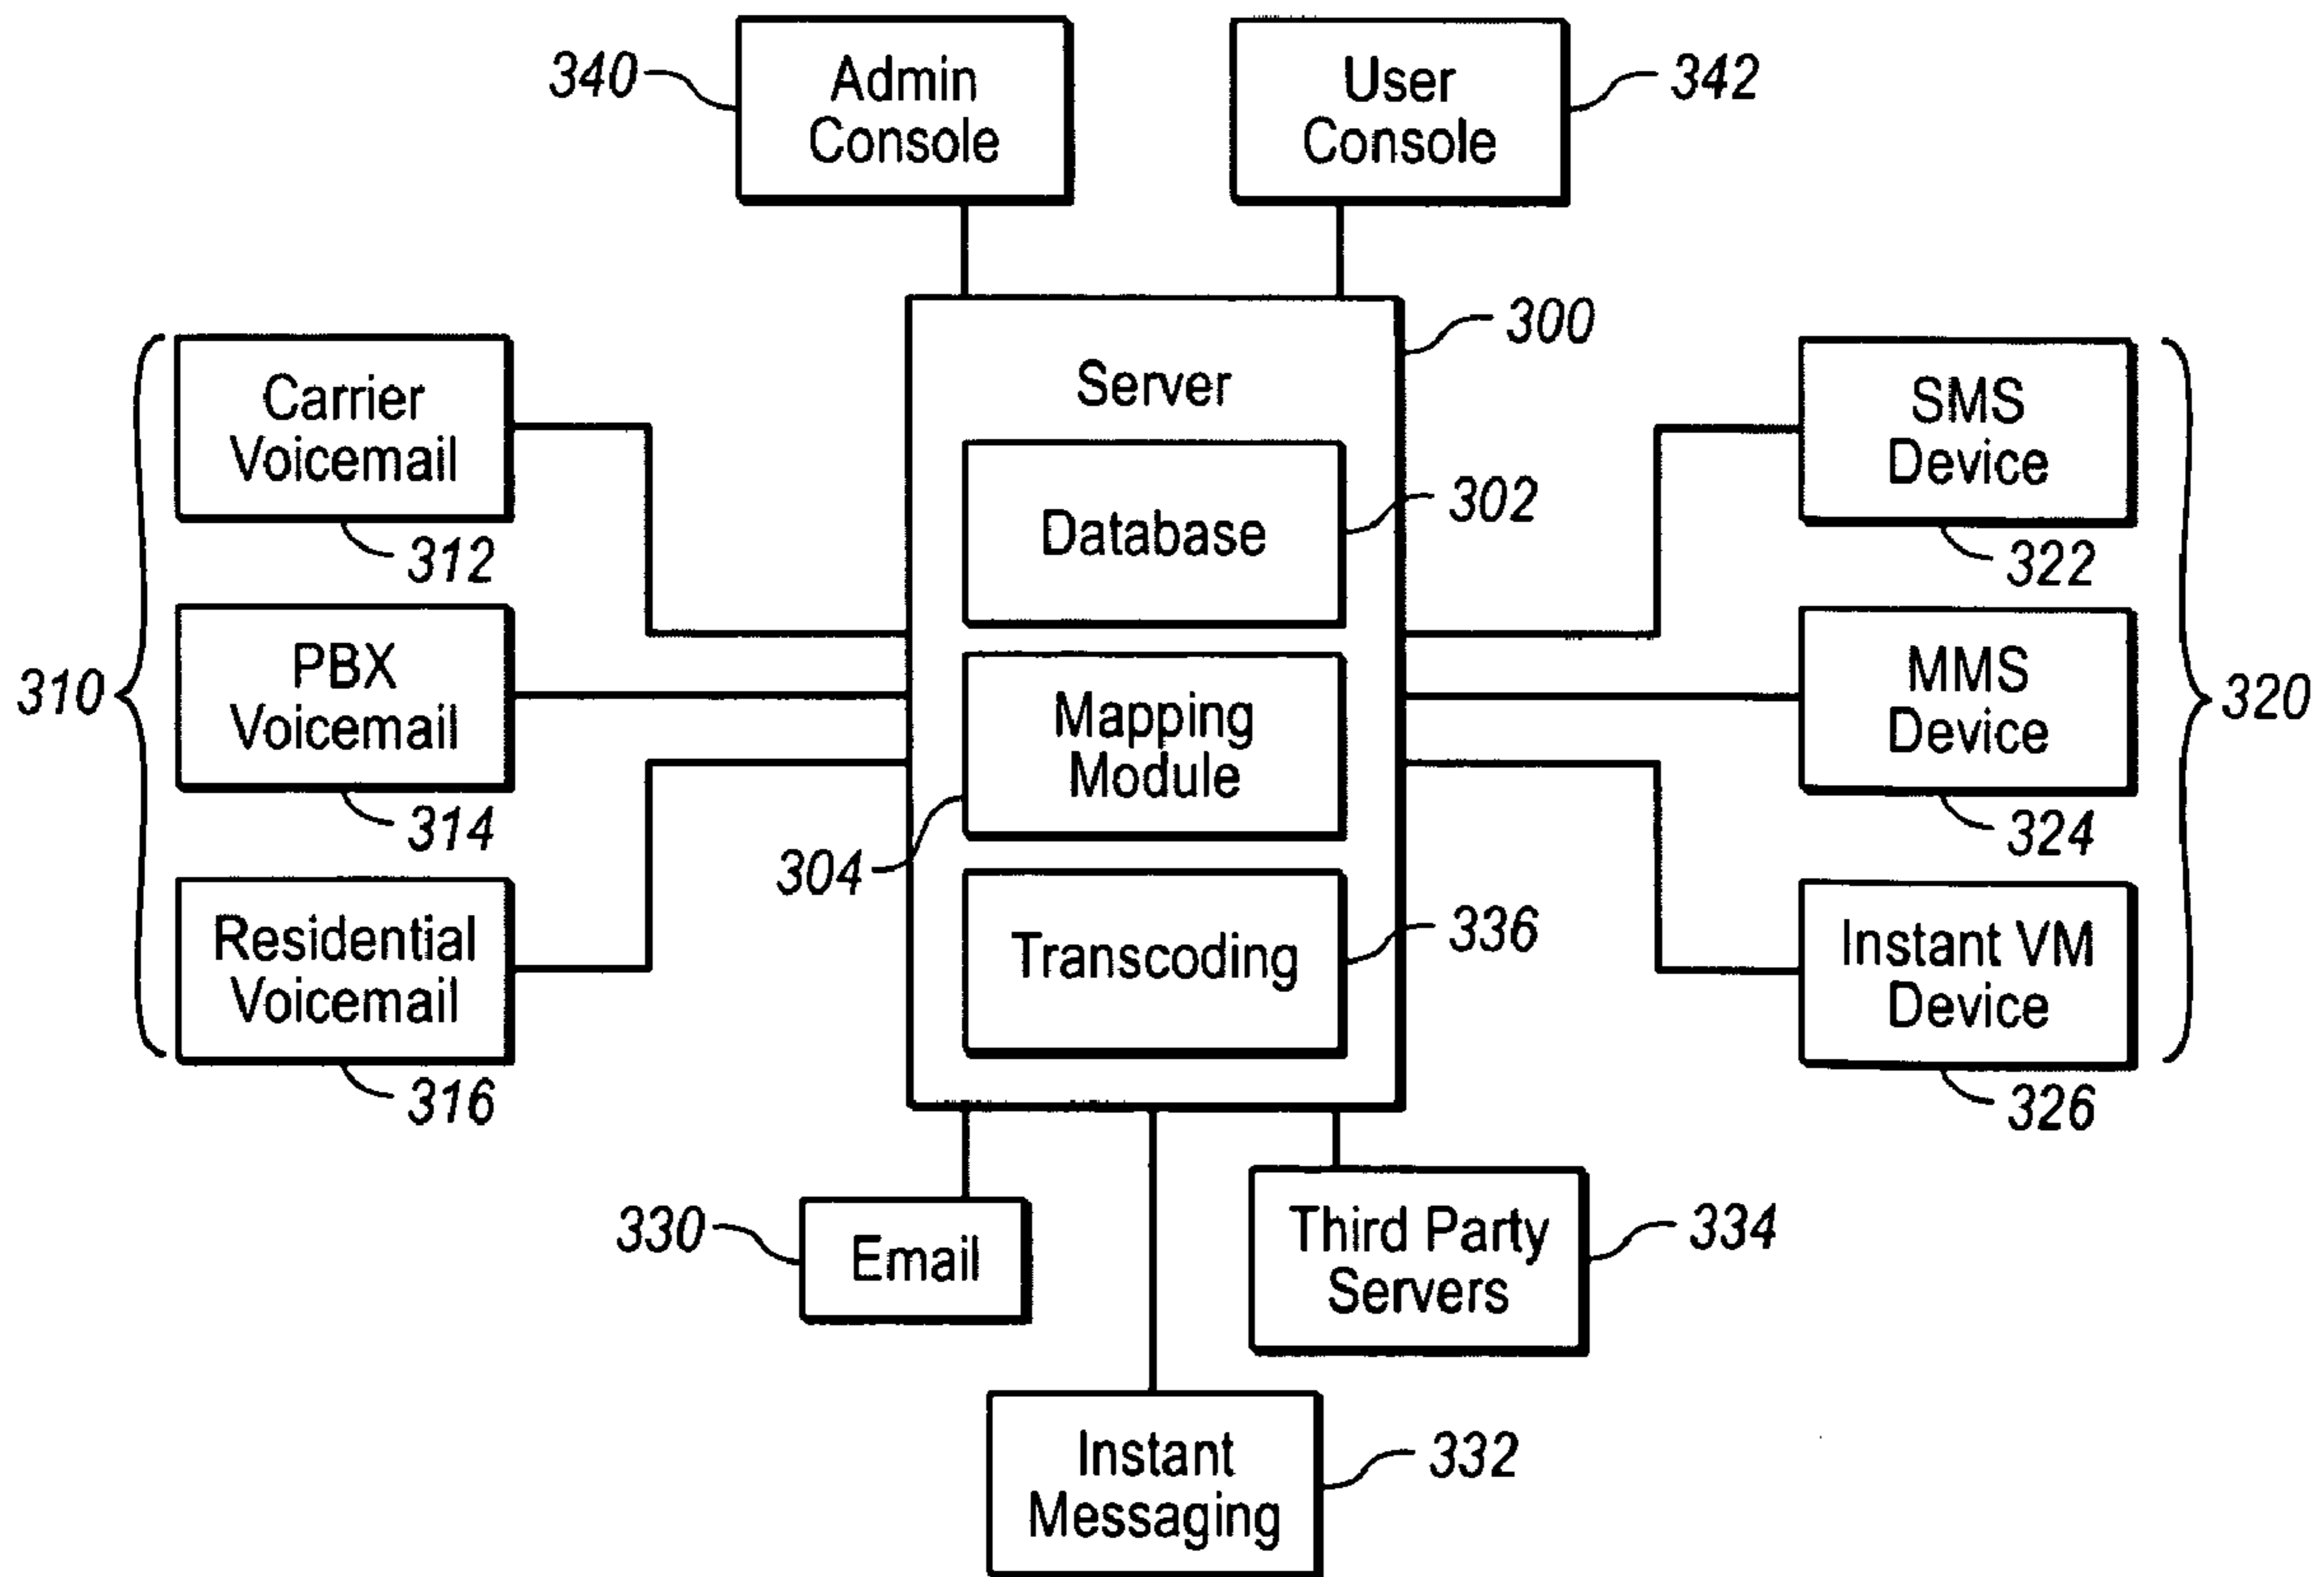 340
Admin
Console
User
Console
342
300
Server
310
Carrier
Voicemail
312
PBX
Voicemail
314
Residential
Voicemail
316
Database
302
Mapping
Module
304
Transcoding
336
SMS
Device
322
MMS
Device
324
Instant VM
Device
326
320
330
Email
Third Party
Servers
334
Instant
Messaging
332